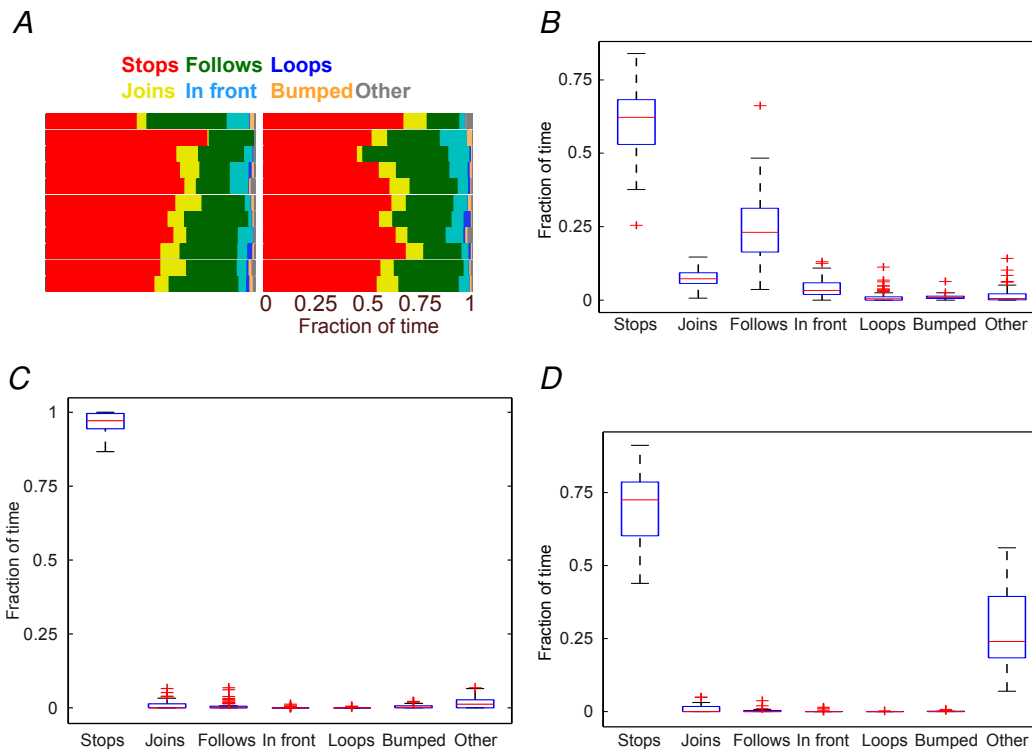 A
Stops Follows Loops
Joins In front Bumped Other
0 0.25 0.5 0.75 1
Fraction of time
B
Fraction of time
0.75
0.5
0.25
0
Stops Joins Follows In front Loops Bumped Other
C
Fraction of time
1
0.75
0.5
0.25
0
Stops Joins Follows In front Loops Bumped Other
D
Fraction of time
0.75
0.5
0.25
0
Stops Joins Follows In front Loops Bumped Other